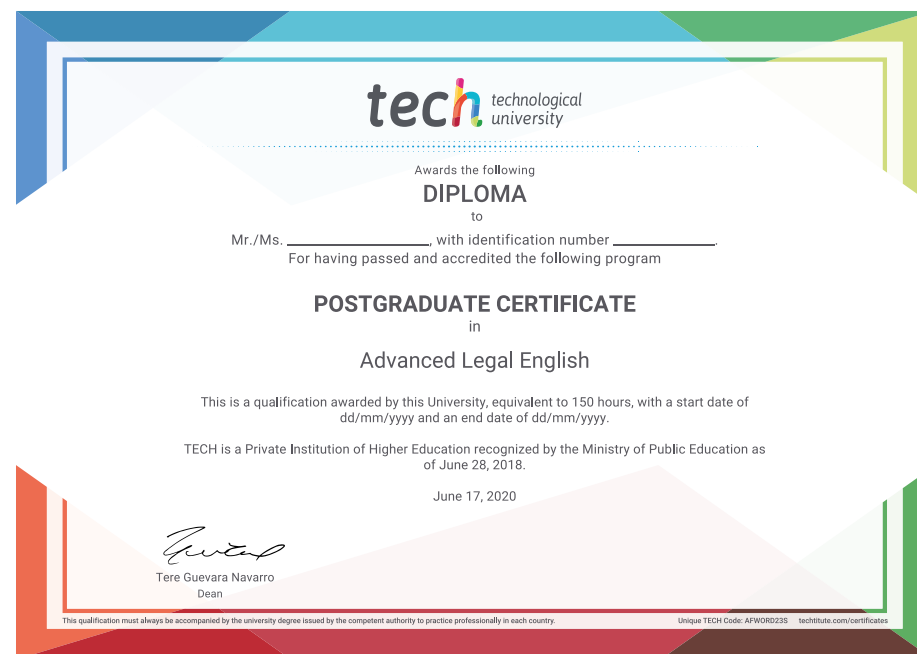 tech technological
university
Awards the following
DIPLOMA
to
Mr./Ms. ____________________, with identification number ______________.
For having passed and accredited the following program
POSTGRADUATE CERTIFICATE
in
Advanced Legal English
This is a qualification awarded by this University, equivalent to 150 hours, with a start date of
dd/mm/yyyy and an end date of dd/mm/yyyy.
TECH is a Private Institution of Higher Education recognized by the Ministry of Public Education as
of June 28, 2018.
June 17, 2020
Tere Guevara Navarro
Dean
This qualification must always be accompanied by the university degree issued by the competent authority to practice professionally in each country. Unique TECH Code: AFWORD23S techtitute.com/certificates